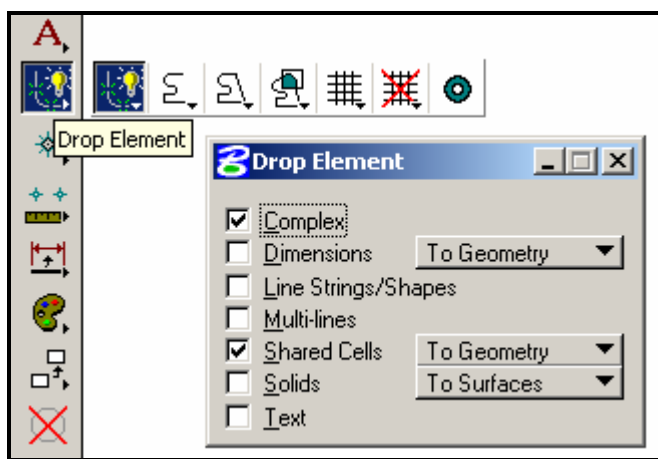 A
Drop Element
Drop Element
Complex
Dimensions To Geometry
Line Strings/Shapes
Multi-lines
Shared Cells To Geometry
Solids To Surfaces
Text